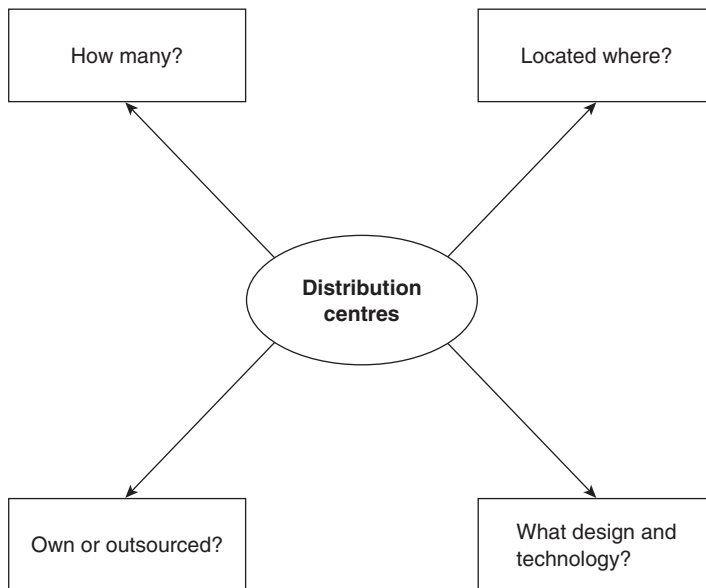 How many?
Located where?
Distribution
centres
Own or outsourced?
What design and
technology?